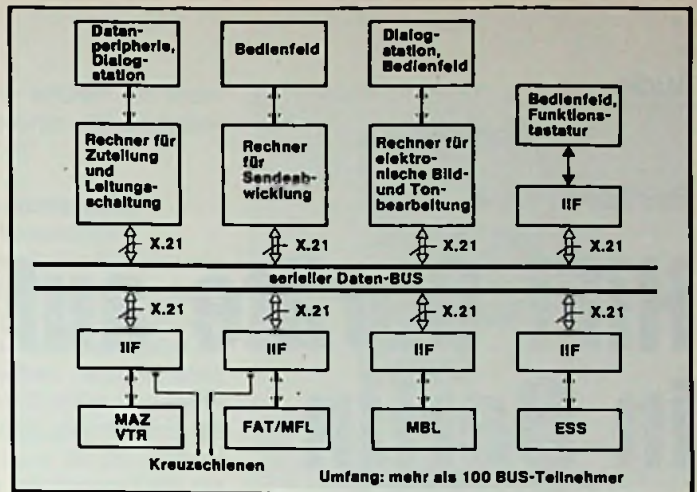 Daten-
peripherie,
Dialog-
station
Bedienfeld
Dialog-
station,
Bedienfeld
Bedienfeld,
Funktions-
tastatur
Rechner für
Zuteilung
und
Leitungs-
schaltung
Rechner
für
Sendeab-
wicklung
Rechner für
elektro-
nische Bild-
und Ton-
bearbeitung
IIF
X.21
X.21
X.21
X.21
serieller Daten-BUS
X.21
X.21
X.21
X.21
IIF
IIF
IIF
IIF
MAZ
VTR
FAT/MFL
MBL
ESS
Kreuzschienen
Umfang: mehr als 100 BUS-Teilnehmer